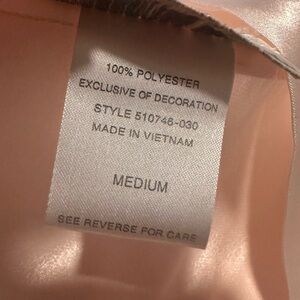 100% POLYESTER
EXCLUSIVE OF DECORATION
STYLE 510746-030
MADE IN VIETNAM
MEDIUM
SEE REVERSE FOR CARE